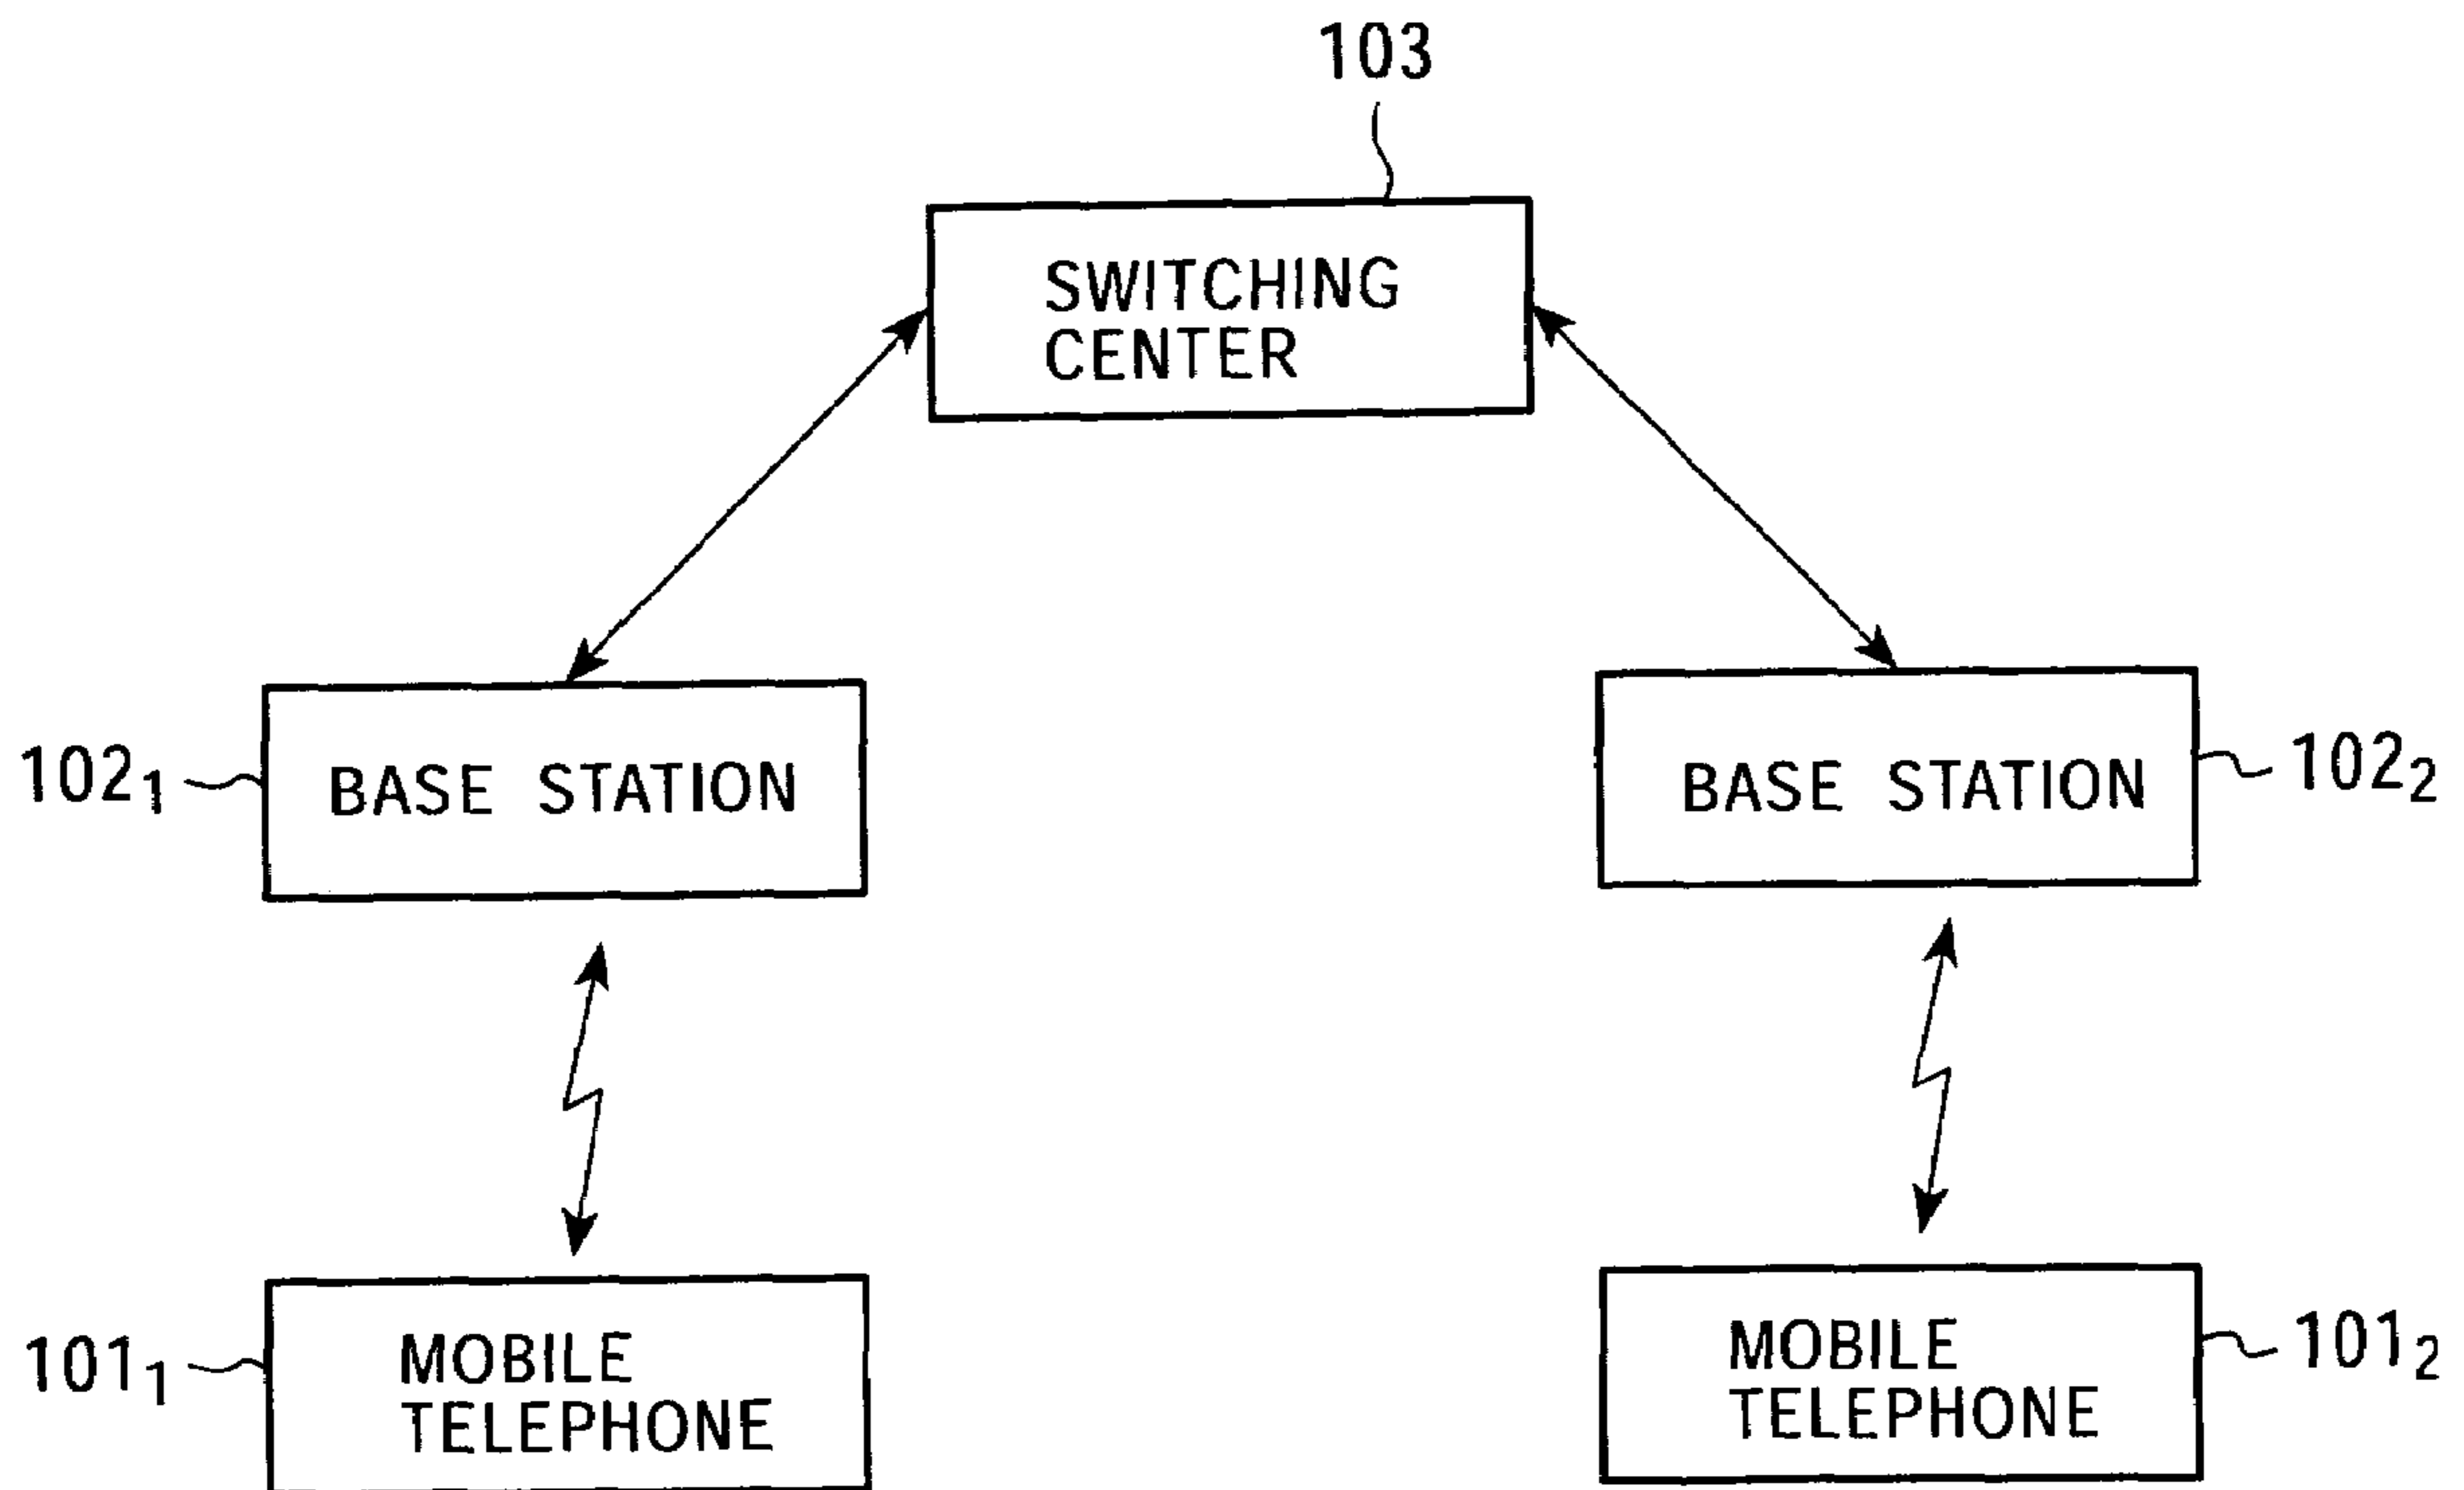 103
SWITCHING
CENTER
102₁
BASE STATION
BASE STATION
102₂
101₁
MOBILE
TELEPHONE
MOBILE
TELEPHONE
101₂